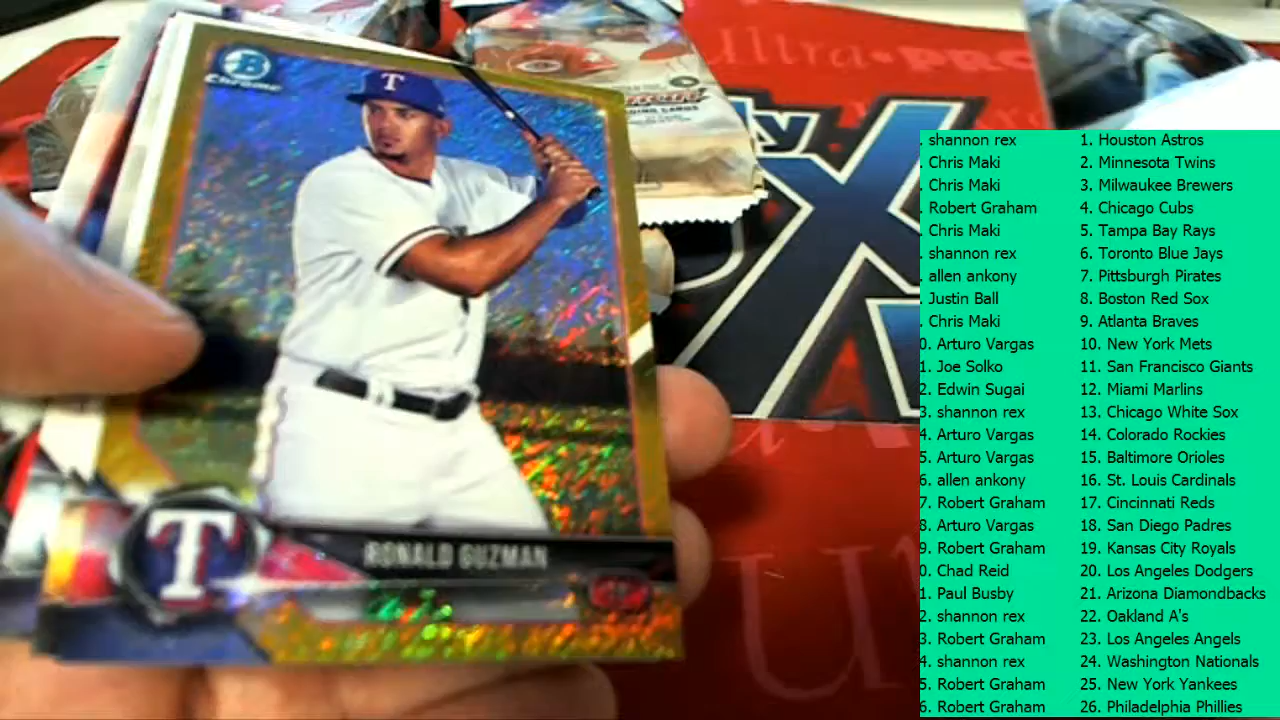 B
Chrome
T
T
RONALD GUZMAN
Ultra PRO
. shannon rex 1. Houston Astros
. Chris Maki 2. Minnesota Twins
. Chris Maki 3. Milwaukee Brewers
. Robert Graham 4. Chicago Cubs
. Chris Maki 5. Tampa Bay Rays
. shannon rex 6. Toronto Blue Jays
. allen ankony 7. Pittsburgh Pirates
. Justin Ball 8. Boston Red Sox
. Chris Maki 9. Atlanta Braves
0. Arturo Vargas 10. New York Mets
1. Joe Solko 11. San Francisco Giants
2. Edwin Sugai 12. Miami Marlins
3. shannon rex 13. Chicago White Sox
4. Arturo Vargas 14. Colorado Rockies
5. Arturo Vargas 15. Baltimore Orioles
6. allen ankony 16. St. Louis Cardinals
7. Robert Graham 17. Cincinnati Reds
8. Arturo Vargas 18. San Diego Padres
9. Robert Graham 19. Kansas City Royals
0. Chad Reid 20. Los Angeles Dodgers
1. Paul Busby 21. Arizona Diamondbacks
2. shannon rex 22. Oakland A's
3. Robert Graham 23. Los Angeles Angels
4. shannon rex 24. Washington Nationals
5. Robert Graham 25. New York Yankees
6. Robert Graham 26. Philadelphia Phillies